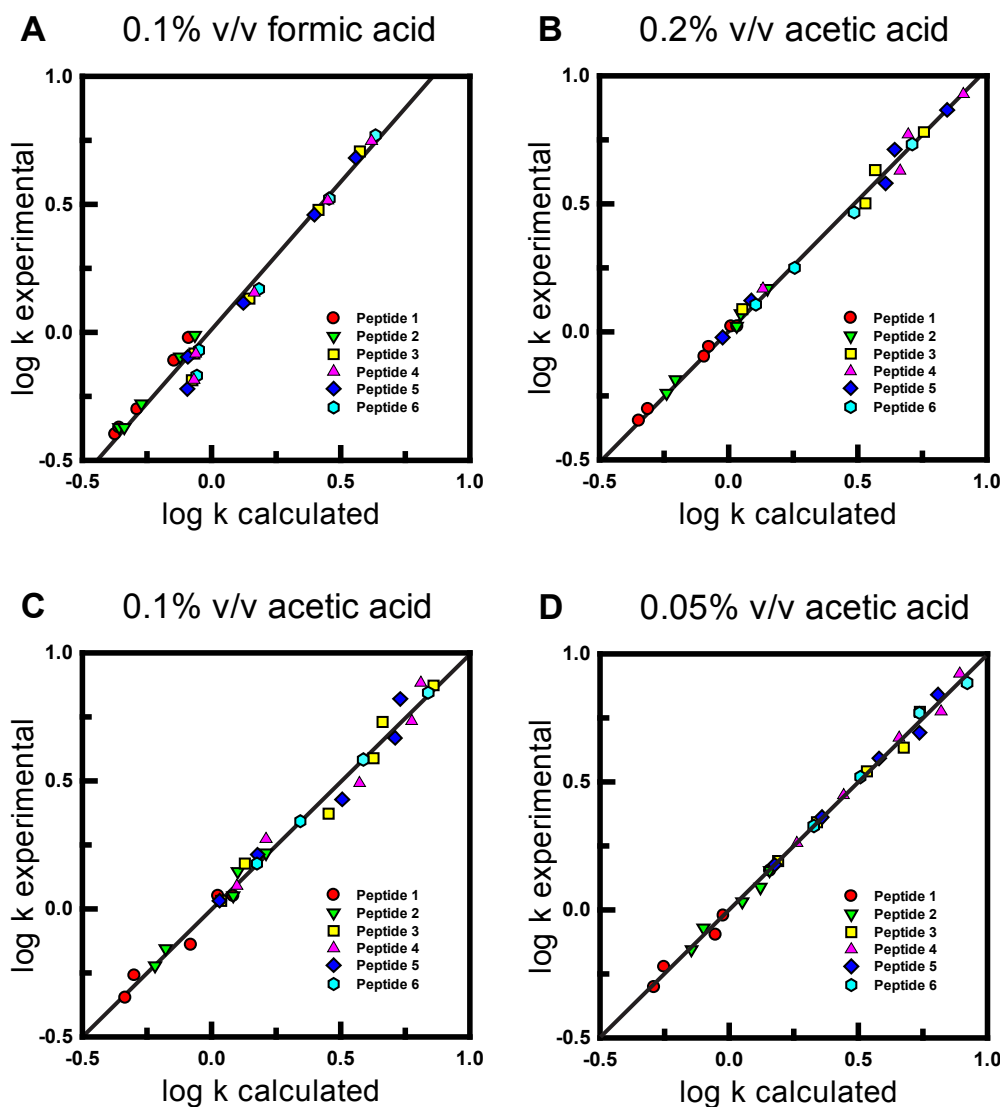 A 0.1% v/v formic acid
1.0
0.5
0.0
-0.5
log k experimental
Peptide 1
Peptide 2
Peptide 3
Peptide 4
Peptide 5
Peptide 6
-0.5 0.0 0.5 1.0
log k calculated
B 0.2% v/v acetic acid
1.0
0.5
0.0
-0.5
log k experimental
Peptide 1
Peptide 2
Peptide 3
Peptide 4
Peptide 5
Peptide 6
-0.5 0.0 0.5 1.0
log k calculated
C 0.1% v/v acetic acid
1.0
0.5
0.0
-0.5
log k experimental
Peptide 1
Peptide 2
Peptide 3
Peptide 4
Peptide 5
Peptide 6
-0.5 0.0 0.5 1.0
log k calculated
D 0.05% v/v acetic acid
1.0
0.5
0.0
-0.5
log k experimental
Peptide 1
Peptide 2
Peptide 3
Peptide 4
Peptide 5
Peptide 6
-0.5 0.0 0.5 1.0
log k calculated